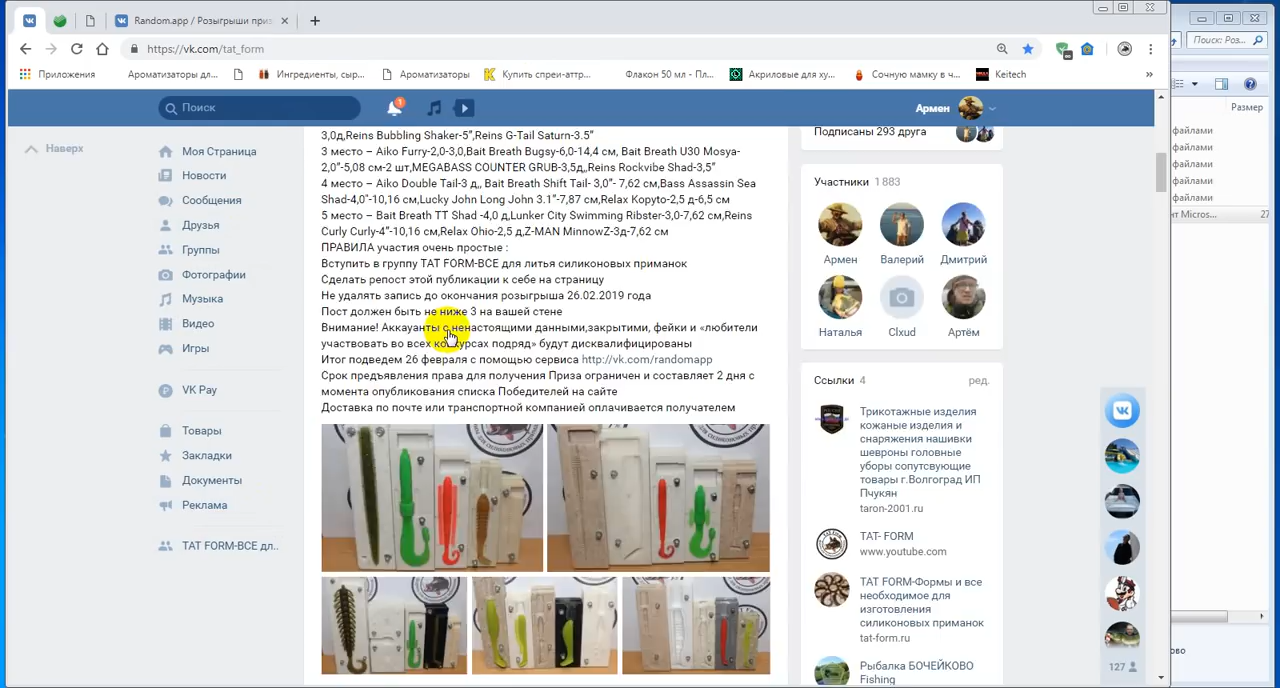 Random.app / Розыгрыши приз
https://vk.com/tat_form
Приложения
Ароматизаторы дл...
Ингредиенты, сыр...
Ароматизаторы
Купить спреи-аттр...
Флакон 50 мл - Пл...
Акриловые для ху...
Сочную мамку в ч...
Keitech
»
Поиск: Роз...
Размер
файлами
файлами
файлами
файлами
файлами
нт Micros...
27
Поиск
1
Армен
Наверх
Моя Страница
Новости
Сообщения
Друзья
Группы
Фотографии
Музыка
Видео
Игры
VK Pay
Товары
Закладки
Документы
Реклама
TAT FORM-ВСЕ дл..
3,0д,Reins Bubbling Shaker-5”,Reins G-Tail Saturn-3.5”
3 место – Aiko Furry-2,0-3,0,Bait Breath Bugsy-6,0-14,4 см, Bait Breath U30 Mosya-
2,0”-5,08 см-2 шт,MEGABASS COUNTER GRUB-3,5д,,Reins Rockvibe Shad-3,5”
4 место – Aiko Double Tail-3 д,, Bait Breath Shift Tail- 3,0”- 7,62 см,Bass Assassin Sea
Shad-4,0"-10,16 см,Lucky John Long John 3.1”-7,87 см,Relax Копуто-2,5 д-6,5 см
5 место – Bait Breath TT Shad -4,0 д,Lunker City Swimming Ribster-3,0-7,62 см,Reins
Curly Curly-4”-10,16 см,Relax Ohio-2,5 д,Z-MAN MinnowZ-3д-7,62 см
ПРАВИЛА участия очень простые :
Вступить в группу TAT FORM-ВСЕ для литья силиконовых приманок
Сделать репост этой публикации к себе на страницу
Не удалять запись до окончания розыгрыша 26.02.2019 года
Пост должен быть не ниже 3 на вашей стене
Внимание! Аккауанты с ненастоящими данными,закрытими, фейки и «любители
участвовать во всех конкурсах подряд» будут дисквалифицированы
Итог подведем 26 февраля с помощью сервиса http://vk.com/randomapp
Срок предъявления права для получения Приза ограничен и составляет 2 дня с
момента опубликования списка Победителей на сайте
Доставка по почте или транспортной компанией оплачивается получателем
Подписаны 293 друга
Участники 1 883
Армен
Валерий
Дмитрий
Наталья
Clxud
Артём
Ссылки 4
ред.
Трикотажные изделия
кожаные изделия и
снаряжения нашивки
шевроны головные
уборы сопутсвующие
товары г.Волгоград ИП
Пчукян
taron-2001.ru
TAT- FORM
www.youtube.com
TAT FORM-Формы и все
необходимое для
изготовления
силиконовых приманок
tat-form.ru
Рыбалка БОЧЕЙКОВО
Fishing
127
ово